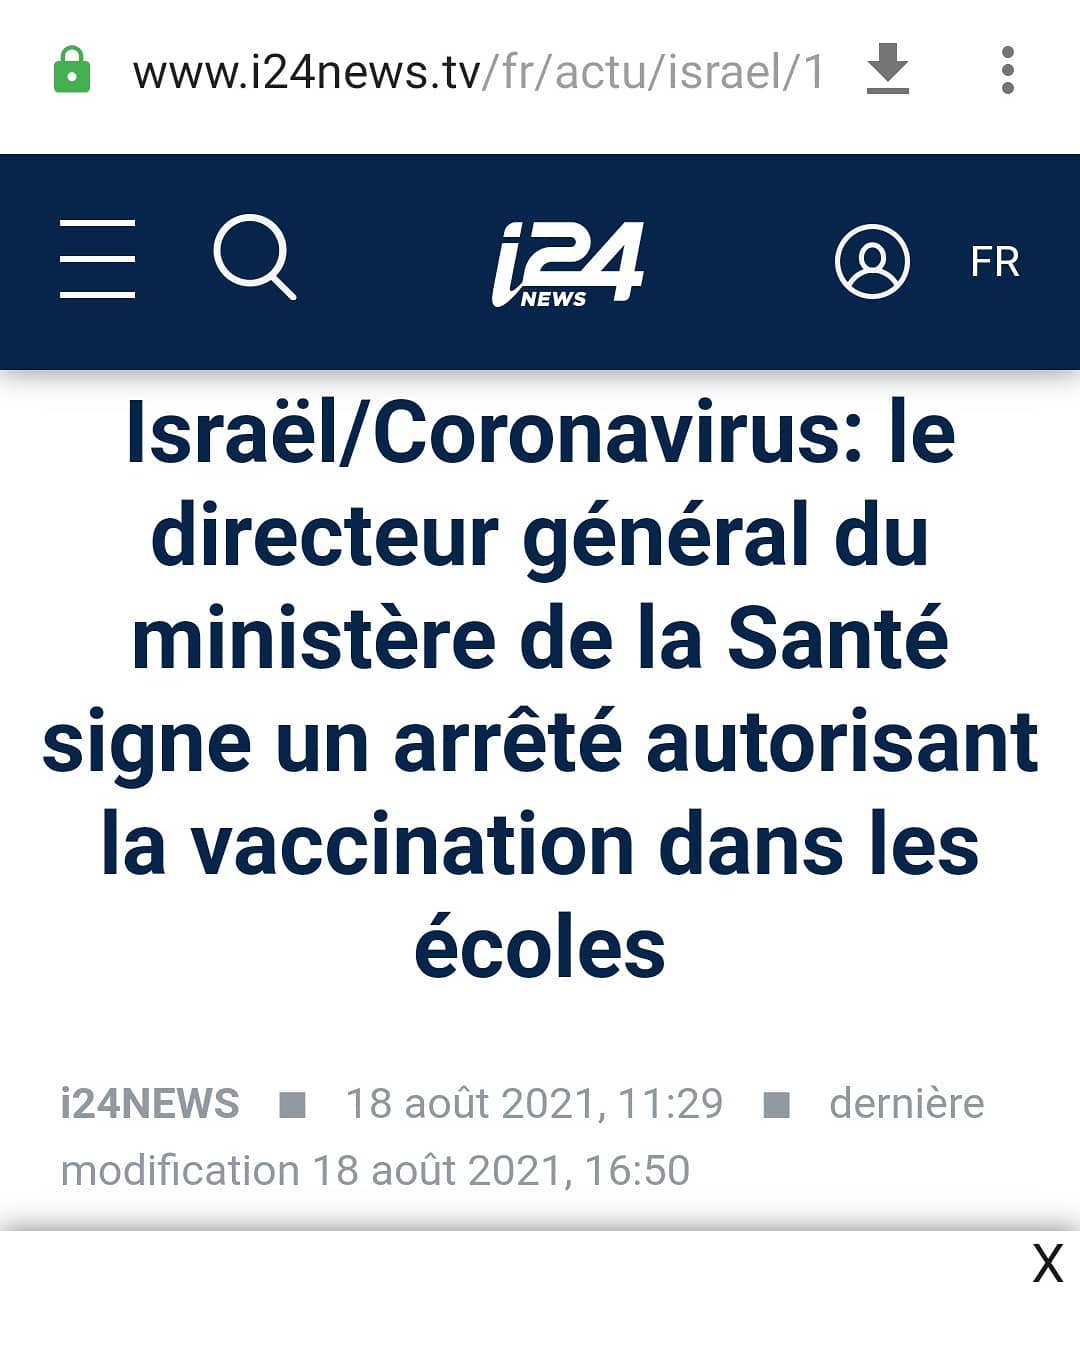 www.i24news.tv/fr/actu/israel/1
i24
NEWS
FR
Israël/Coronavirus: le
directeur général du
ministère de la Santé
signe un arrêté autorisant
la vaccination dans les
écoles
i24NEWS ■ 18 août 2021, 11:29 ■ dernière
modification 18 août 2021, 16:50
X